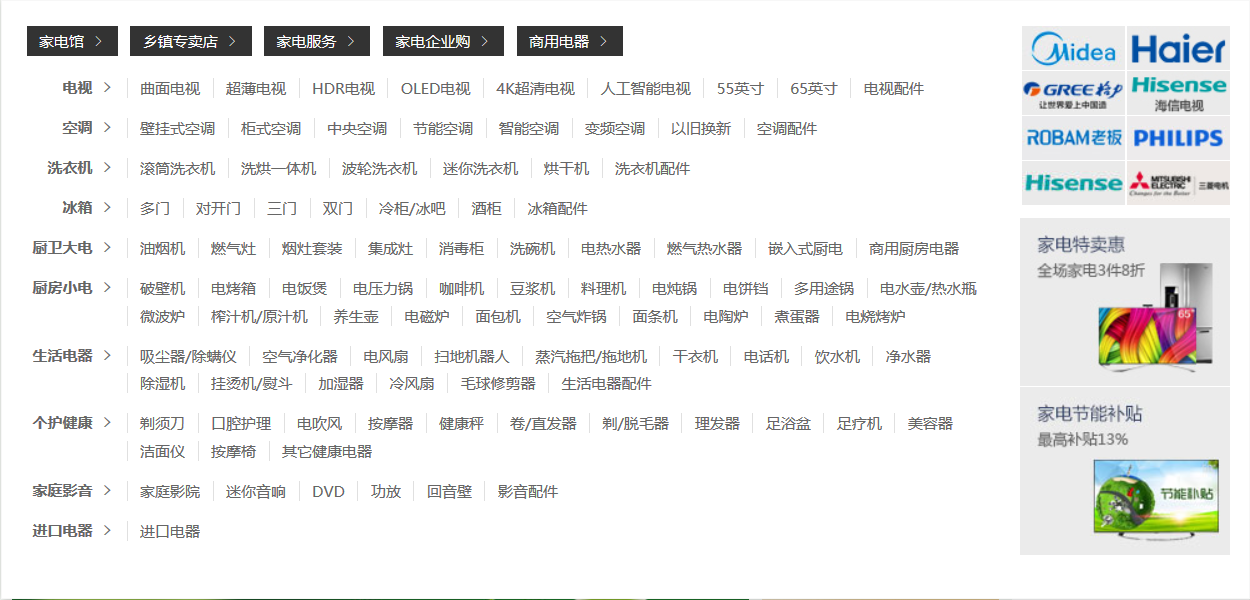 家电馆 > 乡镇专卖店 > 家电服务 > 家电企业购 > 商用电器 >
电视 > 曲面电视 超薄电视 HDR电视 OLED电视 4K超清电视 人工智能电视 55英寸 65英寸 电视配件
空调 > 壁挂式空调 柜式空调 中央空调 节能空调 智能空调 变频空调 以旧换新 空调配件
洗衣机 > 滚筒洗衣机 洗烘一体机 波轮洗衣机 迷你洗衣机 烘干机 洗衣机配件
冰箱 > 多门 对开门 三门 双门 冷柜/冰吧 酒柜 冰箱配件
厨卫大电 > 油烟机 燃气灶 烟灶套装 集成灶 消毒柜 洗碗机 电热水器 燃气热水器 嵌入式厨电 商用厨房电器
厨房小电 > 破壁机 电烤箱 电饭煲 电压力锅 咖啡机 豆浆机 料理机 电炖锅 电饼铛 多用途锅 电水壶/热水瓶
微波炉 榨汁机/原汁机 养生壶 电磁炉 面包机 空气炸锅 面条机 电陶炉 煮蛋器 电烧烤炉
生活电器 > 吸尘器/除螨仪 空气净化器 电风扇 扫地机器人 蒸汽拖把/拖地机 干衣机 电话机 饮水机 净水器
除湿机 挂烫机/熨斗 加湿器 冷风扇 毛球修剪器 生活电器配件
个护健康 > 剃须刀 口腔护理 电吹风 按摩器 健康秤 卷/直发器 剃/脱毛器 理发器 足浴盆 足疗机 美容器
洁面仪 按摩椅 其它健康电器
家庭影音 > 家庭影院 迷你音响 DVD 功放 回音壁 影音配件
进口电器 > 进口电器
Midea Haier
GREE格力 Hisense
让世界爱上中国造 海信电视
ROBAM老板 PHILIPS
Hisense MITSUBISHI ELECTRIC 三菱电机
Changes for the Better
家电特卖惠
全场家电3件8折
65"
家电节能补贴
最高补贴13%
节能补贴